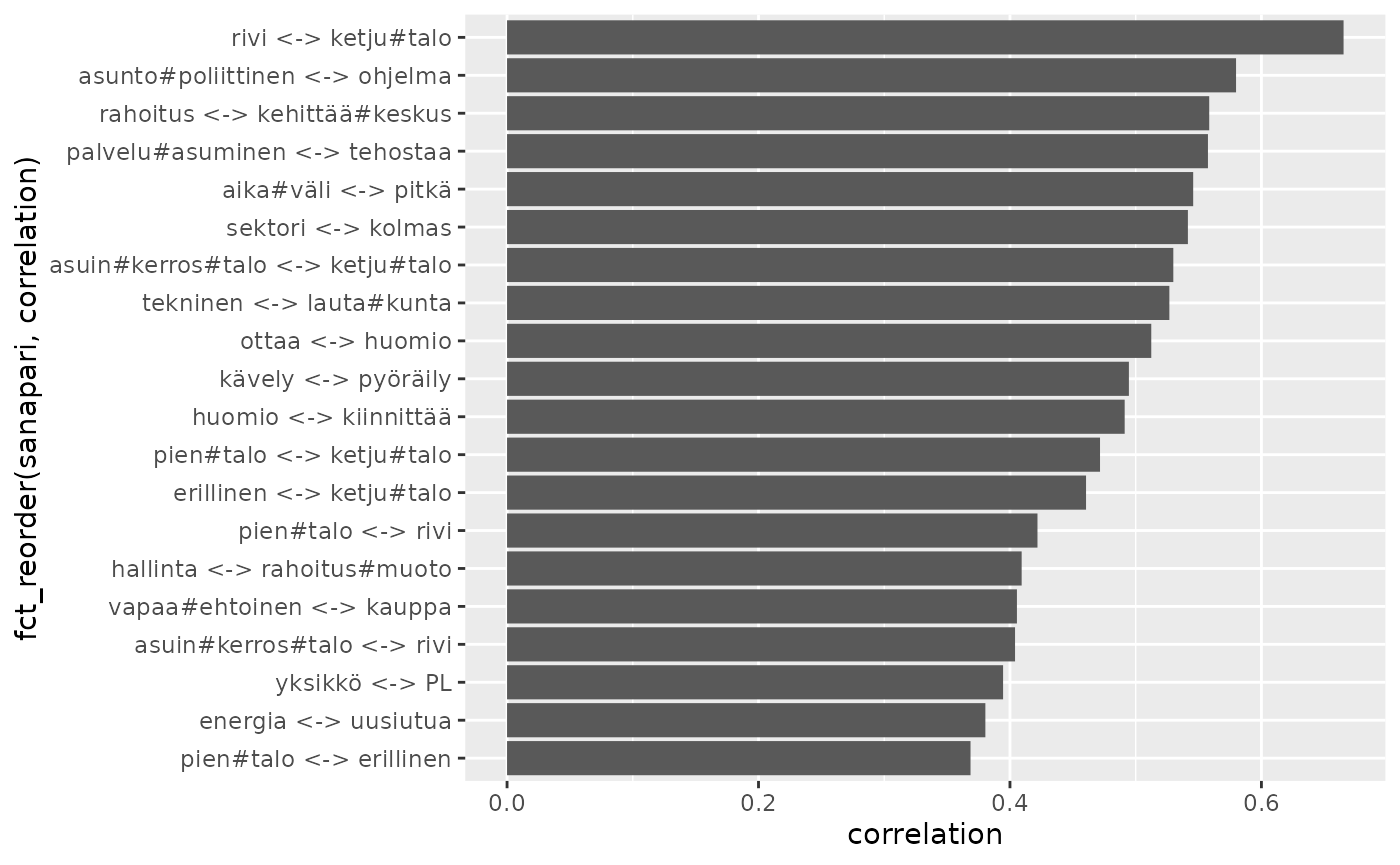 rivi <-> ketju#talo
asunto#poliittinen <-> ohjelma
rahoitus <-> kehittää#keskus
palvelu#asuminen <-> tehostaa
aika#väli <-> pitkä
sektori <-> kolmas
asuin#kerros#talo <-> ketju#talo
tekninen <-> lauta#kunta
ottaa <-> huomio
kävely <-> pyöräily
huomio <-> kiinnittää
pien#talo <-> ketju#talo
erillinen <-> ketju#talo
pien#talo <-> rivi
hallinta <-> rahoitus#muoto
vapaa#ehtoinen <-> kauppa
asuin#kerros#talo <-> rivi
yksikkö <-> PL
energia <-> uusiutua
pien#talo <-> erillinen
fct_reorder(sanapari, correlation)
0.0 0.2 0.4 0.6
correlation